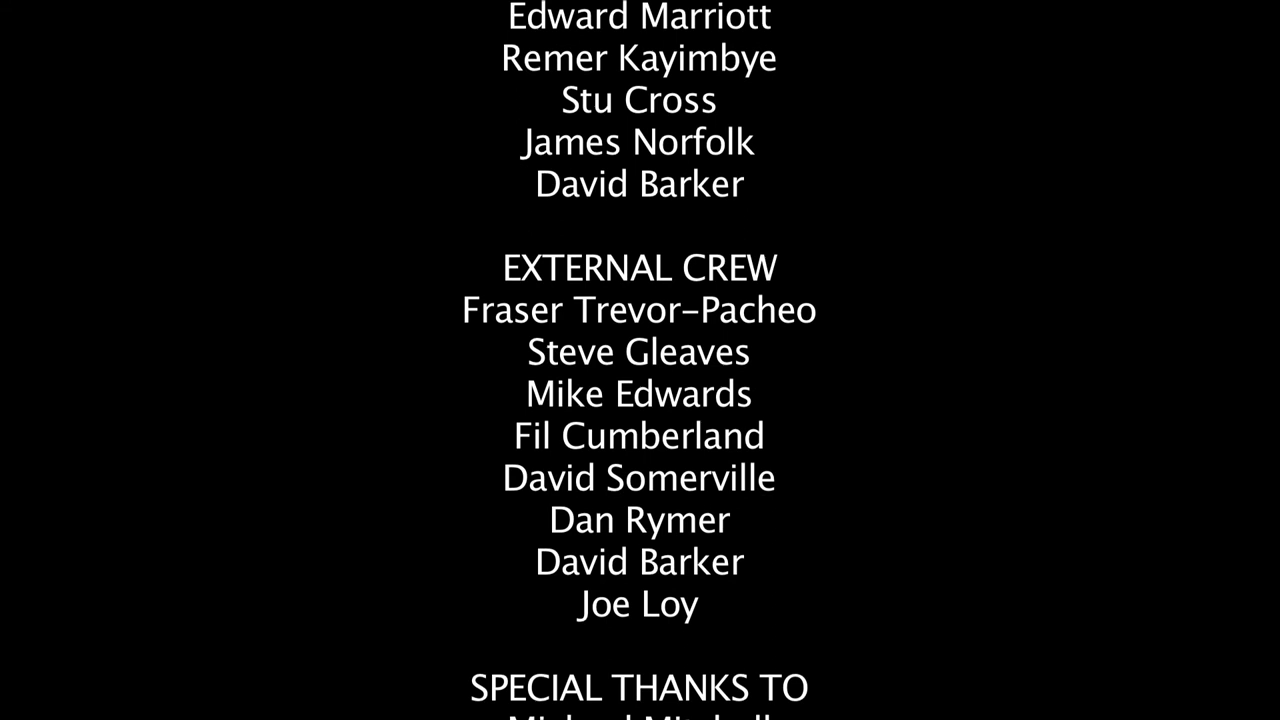 Edward Marriott
Remer Kayimbye
Stu Cross
James Norfolk
David Barker
EXTERNAL CREW
Fraser Trevor-Pacheo
Steve Gleaves
Mike Edwards
Fil Cumberland
David Somerville
Dan Rymer
David Barker
Joe Loy
SPECIAL THANKS TO